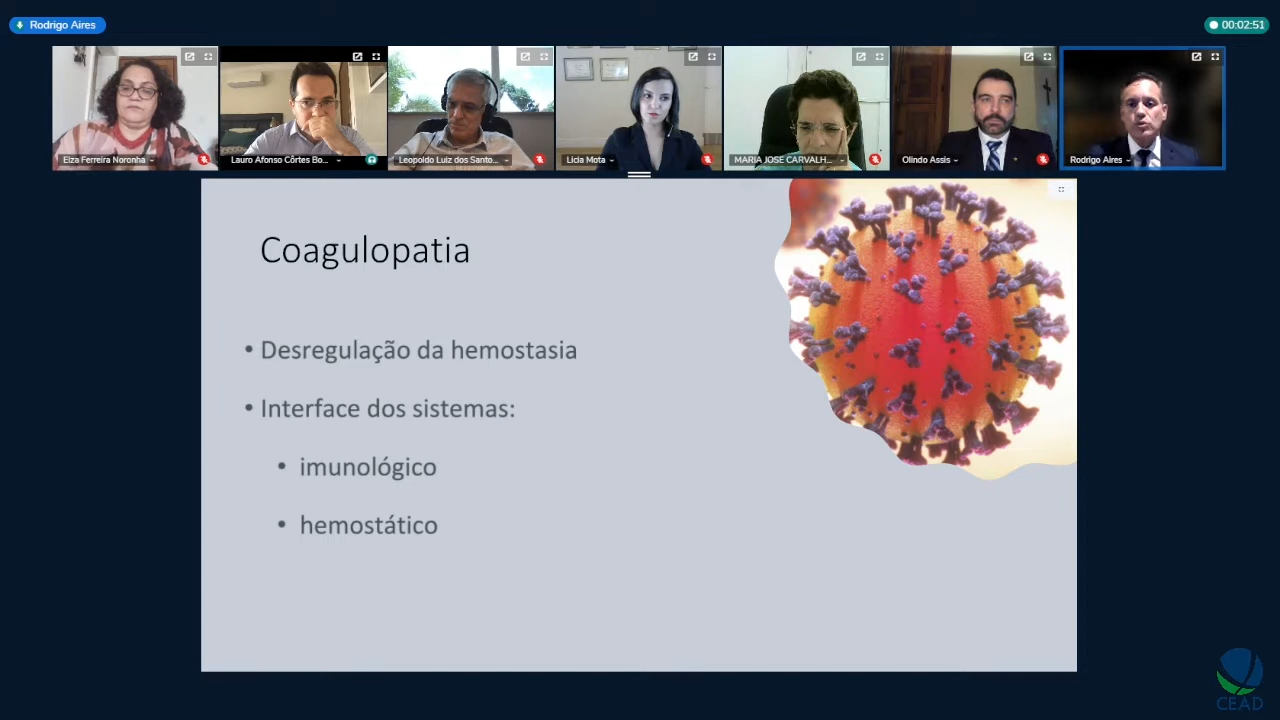 Rodrigo Aires
00:02:51
Elza Ferreira Noronha
Lauro Afonso Côrtes Bo...
Leopoldo Luiz dos Santo...
Licia Mota
MARIA JOSE CARVALH...
Olindo Assis
Rodrigo Aires
Coagulopatia
• Desregulação da hemostasia
• Interface dos sistemas:
• imunológico
• hemostático
CEAD